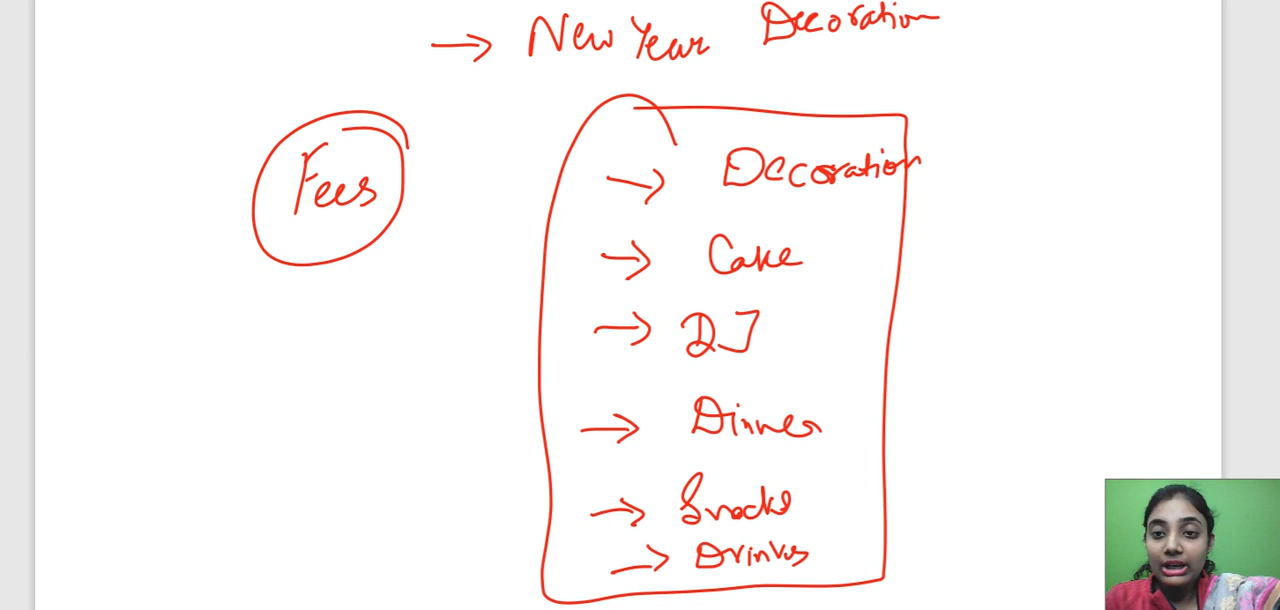 → New Year Decoration
Fees
→ Decoration
→ Cake
→ DJ
→ Dinner
→ Snacks
→ Drinks